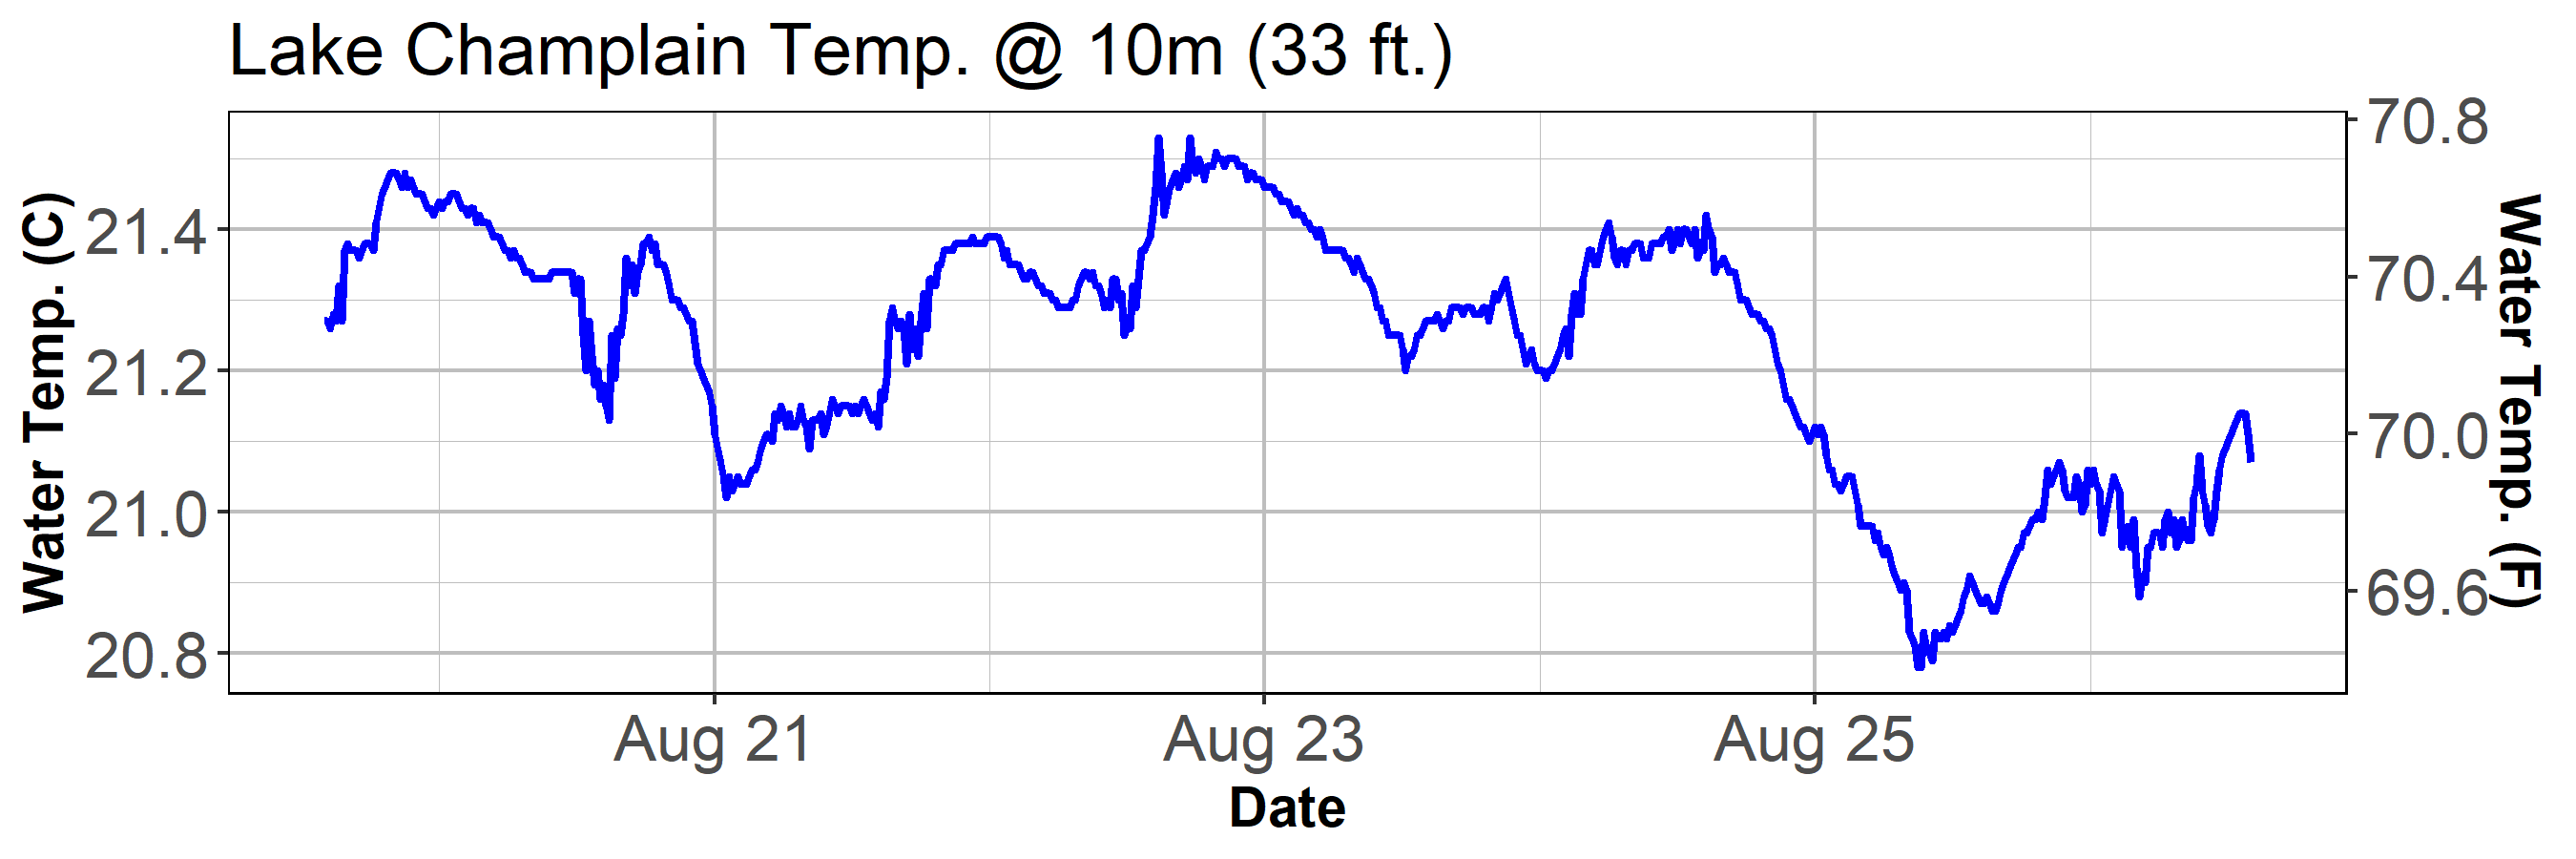 Lake Champlain Temp. @ 10m (33 ft.)
Water Temp. (C)
21.4
21.2
21.0
20.8
70.8
70.4
70.0
69.6
Water Temp. (F)
Aug 21
Aug 23
Aug 25
Date